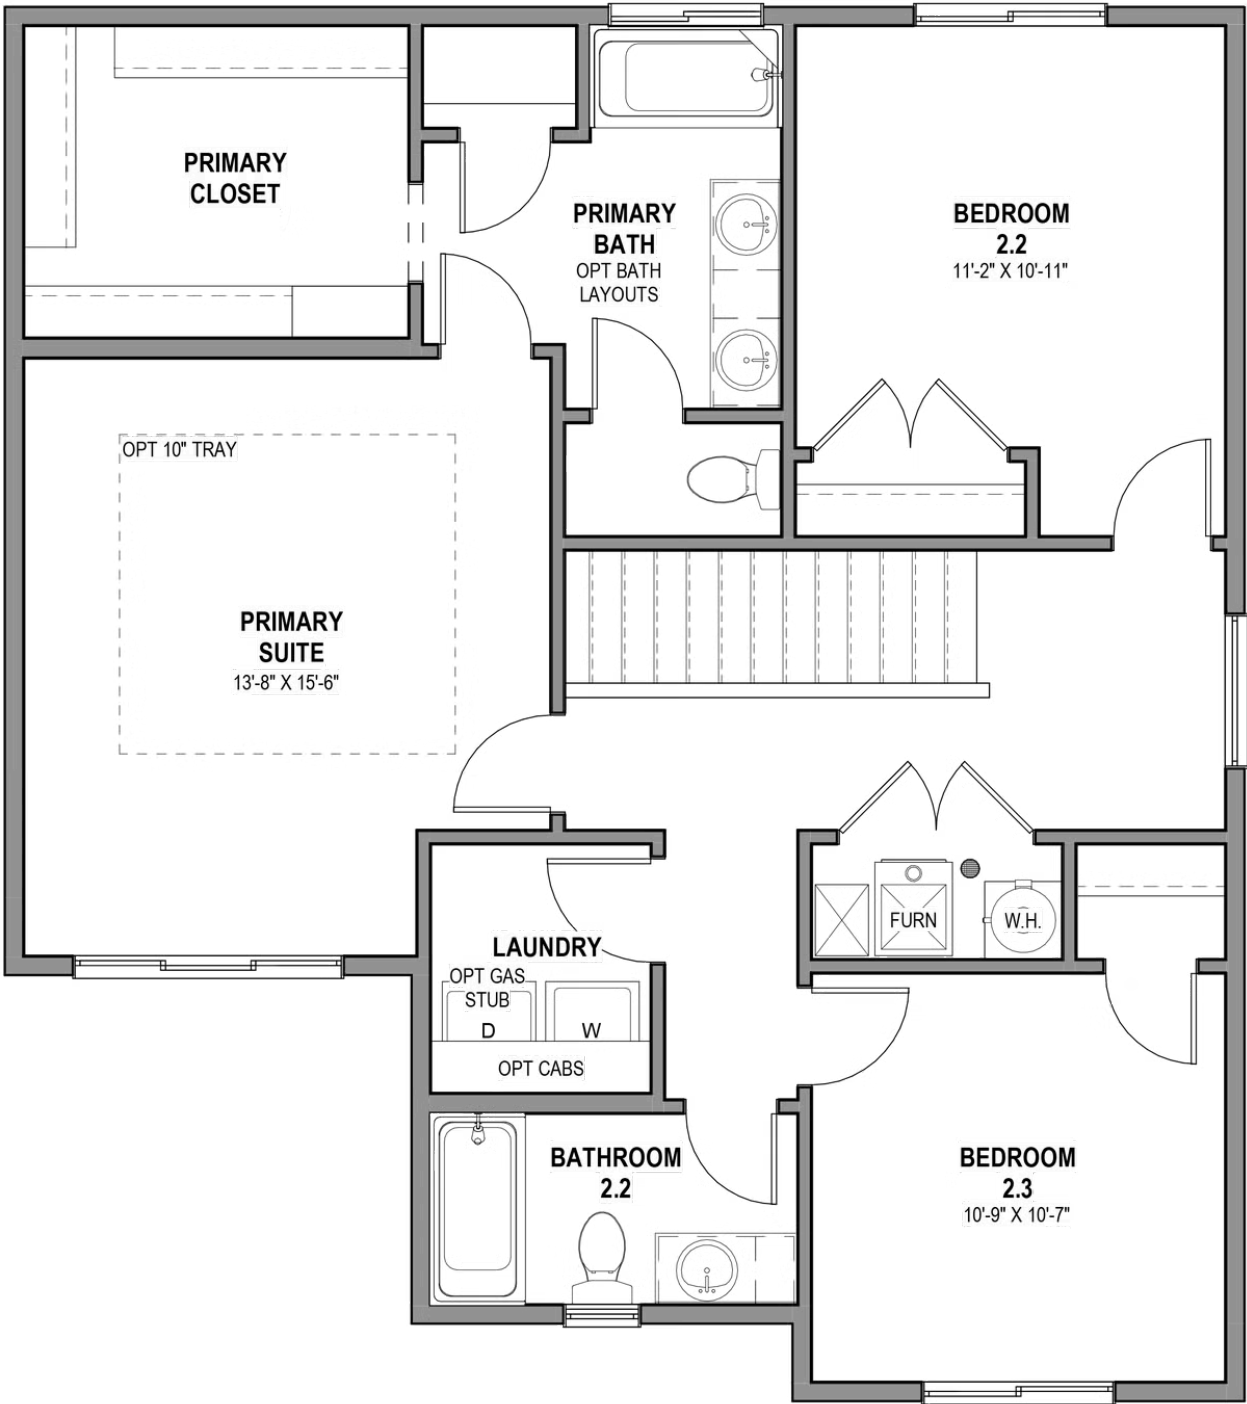 PRIMARY
CLOSET
PRIMARY
BATH
OPT BATH
LAYOUTS
BEDROOM
2.2
11'-2" X 10'-11"
OPT 10" TRAY
PRIMARY
SUITE
13'-8" X 15'-6"
LAUNDRY
OPT GAS
STUB
D
W
OPT CABS
FURN
W.H.
BATHROOM
2.2
BEDROOM
2.3
10'-9" X 10'-7"